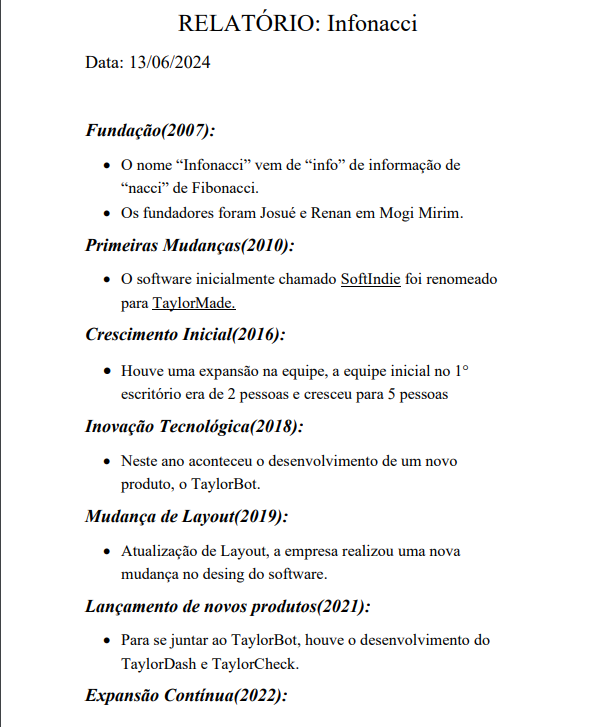 RELATÓRIO: Infonacci
Data: 13/06/2024
Fundação(2007):
• O nome “Infonacci” vem de “info” de informação de
“nacci” de Fibonacci.
• Os fundadores foram Josué e Renan em Mogi Mirim.
Primeiras Mudanças(2010):
• O software inicialmente chamado SoftIndie foi renomeado
para TaylorMade.
Crescimento Inicial(2016):
• Houve uma expansão na equipe, a equipe inicial no 1°
escritório era de 2 pessoas e cresceu para 5 pessoas
Inovação Tecnológica(2018):
• Neste ano aconteceu o desenvolvimento de um novo
produto, o TaylorBot.
Mudança de Layout(2019):
• Atualização de Layout, a empresa realizou uma nova
mudança no desing do software.
Lançamento de novos produtos(2021):
• Para se juntar ao TaylorBot, houve o desenvolvimento do
TaylorDash e TaylorCheck.
Expansão Contínua(2022):